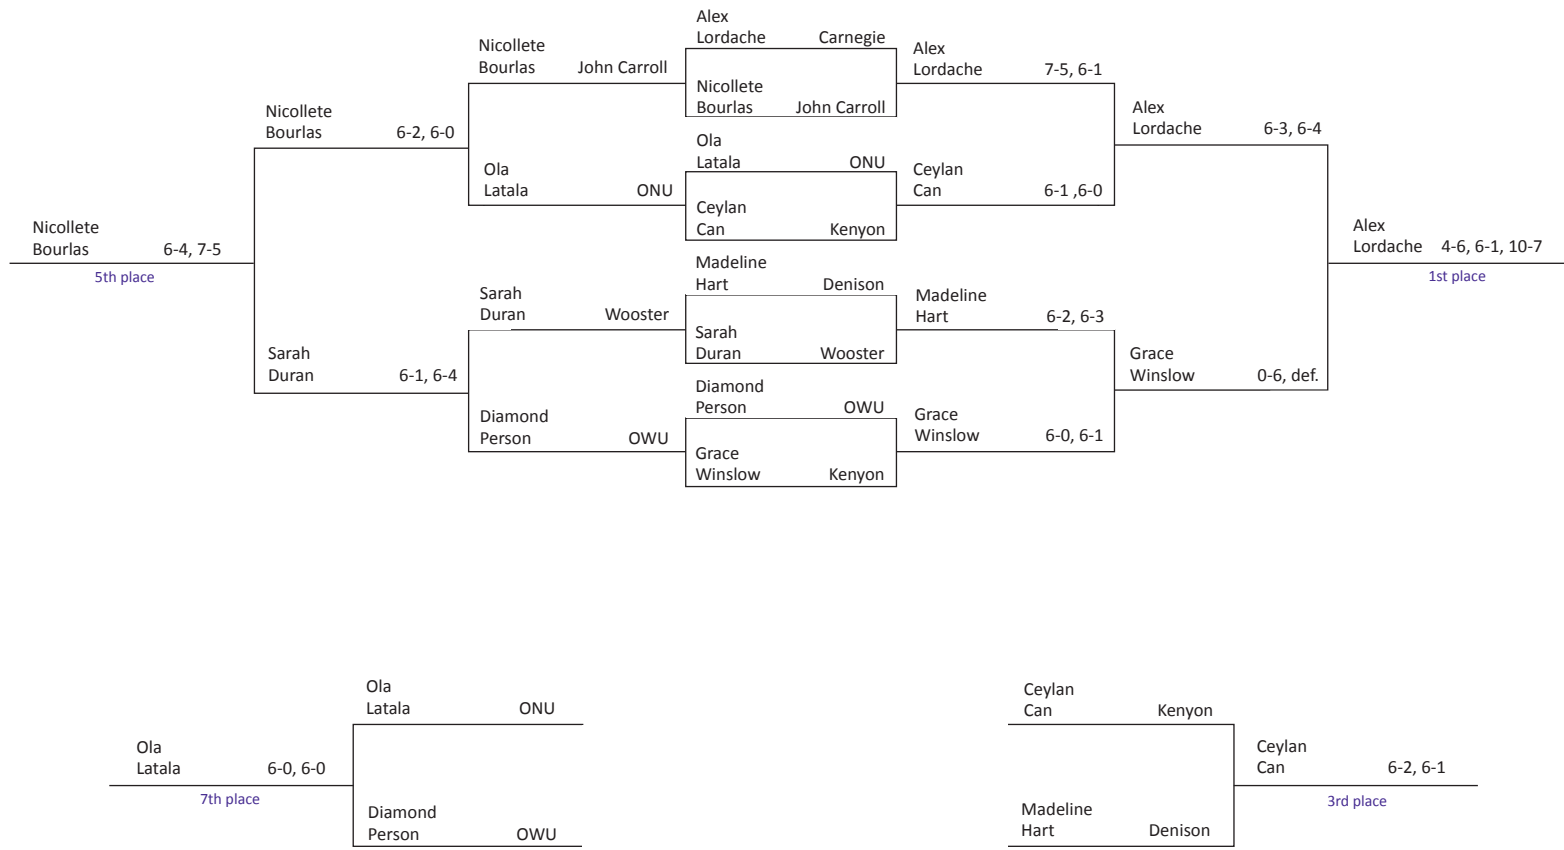 Alex
Lordache Carnegie
Nicollete
Bourlas John Carroll
Alex
Lordache 7-5, 6-1
Nicollete
Bourlas John Carroll
Nicollete
Bourlas 6-2, 6-0
Alex
Lordache 6-3, 6-4
Ola
Latala ONU
Ola
Latala ONU
Ceylan
Can 6-1 ,6-0
Ceylan
Can Kenyon
Nicollete
Bourlas 6-4, 7-5
5th place
Alex
Lordache 4-6, 6-1, 10-7
1st place
Madeline
Hart Denison
Sarah
Duran Wooster
Madeline
Hart 6-2, 6-3
Sarah
Duran Wooster
Sarah
Duran 6-1, 6-4
Grace
Winslow 0-6, def.
Diamond
Person OWU
Diamond
Person OWU
Grace
Winslow 6-0, 6-1
Grace
Winslow Kenyon
Ola
Latala ONU
Ola
Latala 6-0, 6-0
7th place
Diamond
Person OWU
Ceylan
Can Kenyon
Ceylan
Can 6-2, 6-1
3rd place
Madeline
Hart Denison